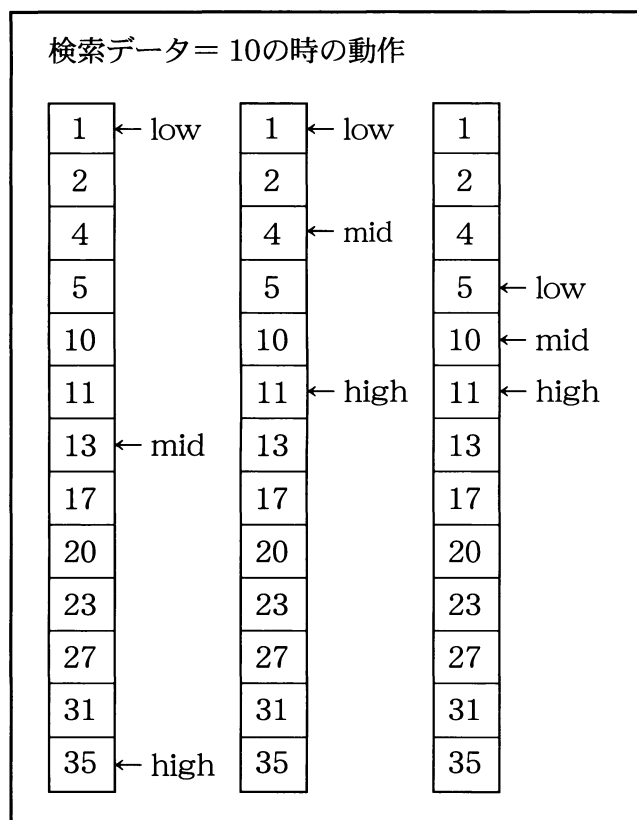 検索データ= 10の時の動作
1 ← low 1 ← low 1
2 2 2
4 4 ← mid 4
5 5 5 ← low
10 10 10 ← mid
11 11 ← high 11 ← high
13 ← mid 13 13
17 17 17
20 20 20
23 23 23
27 27 27
31 31 31
35 ← high 35 35